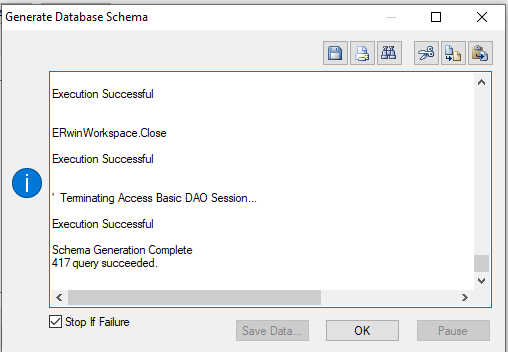 Generate Database Schema
Execution Successful
ERwinWorkspace.Close
Execution Successful
' Terminating Access Basic DAO Session...
Execution Successful
Schema Generation Complete
417 query succeeded.
Stop If Failure
Save Data...
OK
Pause